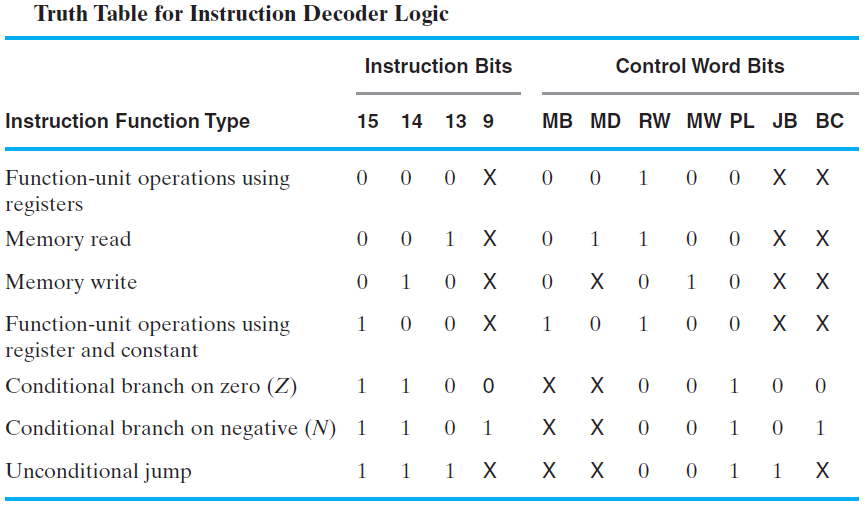 Truth Table for Instruction Decoder Logic
Instruction Bits Control Word Bits
Instruction Function Type 15 14 13 9 MB MD RW MW PL JB BC
Function-unit operations using 0 0 0 X 0 0 1 0 0 X X
registers
Memory read 0 0 1 X 0 1 1 0 0 X X
Memory write 0 1 0 X 0 X 0 1 0 X X
Function-unit operations using 1 0 0 X 1 0 1 0 0 X X
register and constant
Conditional branch on zero (Z) 1 1 0 0 X X 0 0 1 0 0
Conditional branch on negative (N) 1 1 0 1 X X 0 0 1 0 1
Unconditional jump 1 1 1 X X X 0 0 1 1 X